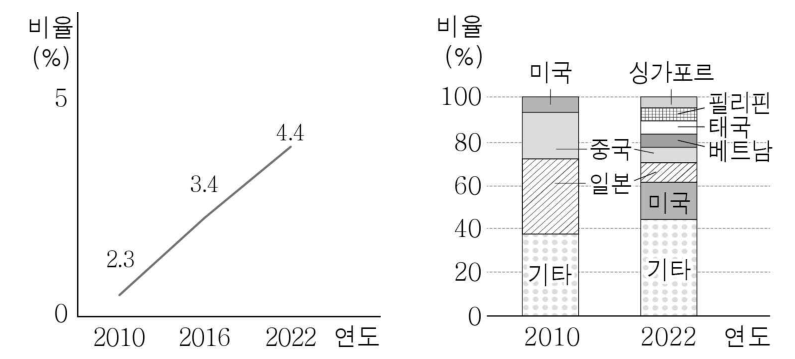 비율
(%)
5
4.4
3.4
2.3
0
2010 2016 2022 연도
비율
(%)
미국 싱가포르
100
필리핀
태국
80
중국
베트남
60
일본
미국
40
20
기타 기타
0
2010 2022 연도